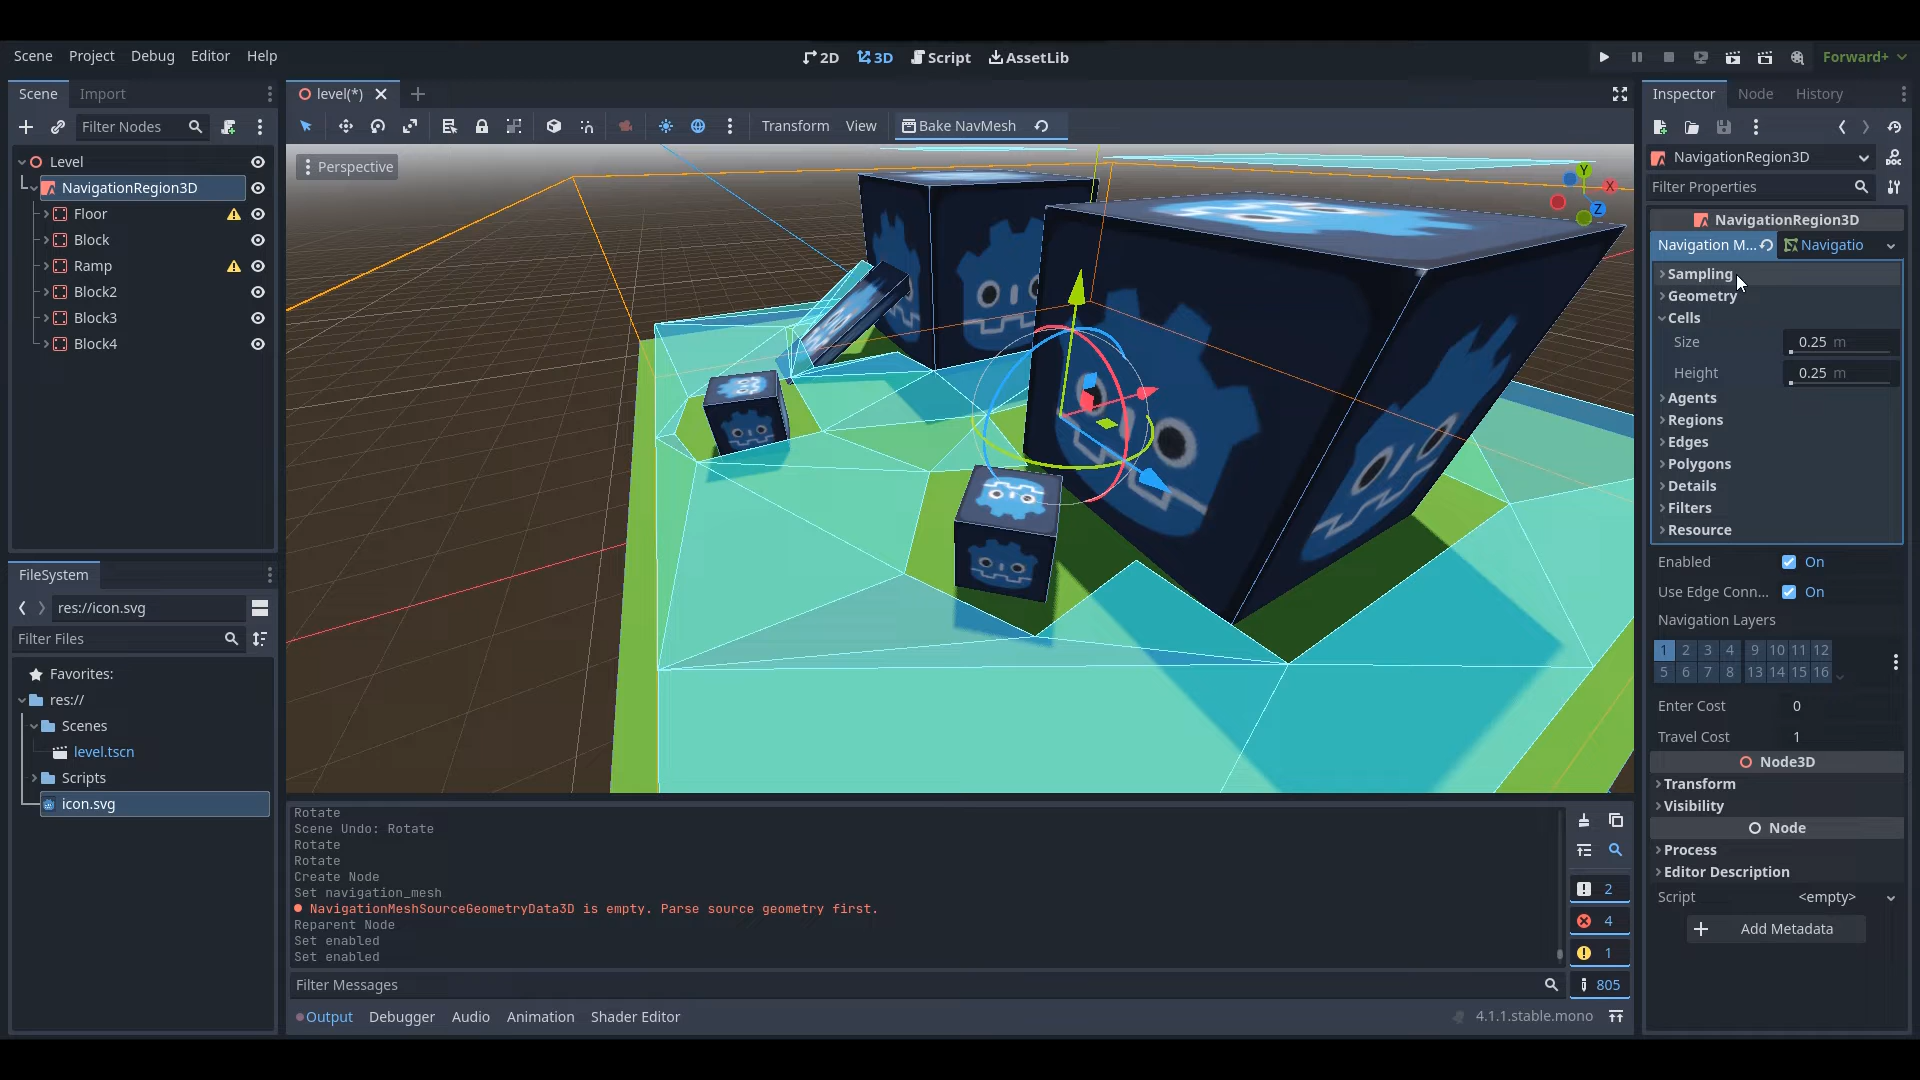 Scene Project Debug Editor Help
2D 3D Script AssetLib
Forward+
Scene Import
level(*)
Inspector Node History
Filter Nodes
Transform View Bake NavMesh
Level
NavigationRegion3D
Floor
Block
Ramp
Block2
Block3
Block4
Perspective
Y
X
Z
FileSystem
res://icon.svg
Filter Files
Favorites:
res://
Scenes
level.tscn
Scripts
icon.svg
Rotate
Scene Undo: Rotate
Rotate
Rotate
Create Node
Set navigation_mesh
NavigationMeshSourceGeometryData3D is empty. Parse source geometry first.
Reparent Node
Set enabled
Set enabled
2
4
1
805
Filter Messages
Output Debugger Audio Animation Shader Editor
4.1.1.stable.mono
NavigationRegion3D
Filter Properties
NavigationRegion3D
Navigation M... Navigatio
Sampling
Geometry
Cells
Size 0.25 m
Height 0.25 m
Agents
Regions
Edges
Polygons
Details
Filters
Resource
Enabled On
Use Edge Conn... On
Navigation Layers
1 2 3 4 9 10 11 12
5 6 7 8 13 14 15 16
Enter Cost 0
Travel Cost 1
Node3D
Transform
Visibility
Node
Process
Editor Description
Script <empty>
Add Metadata